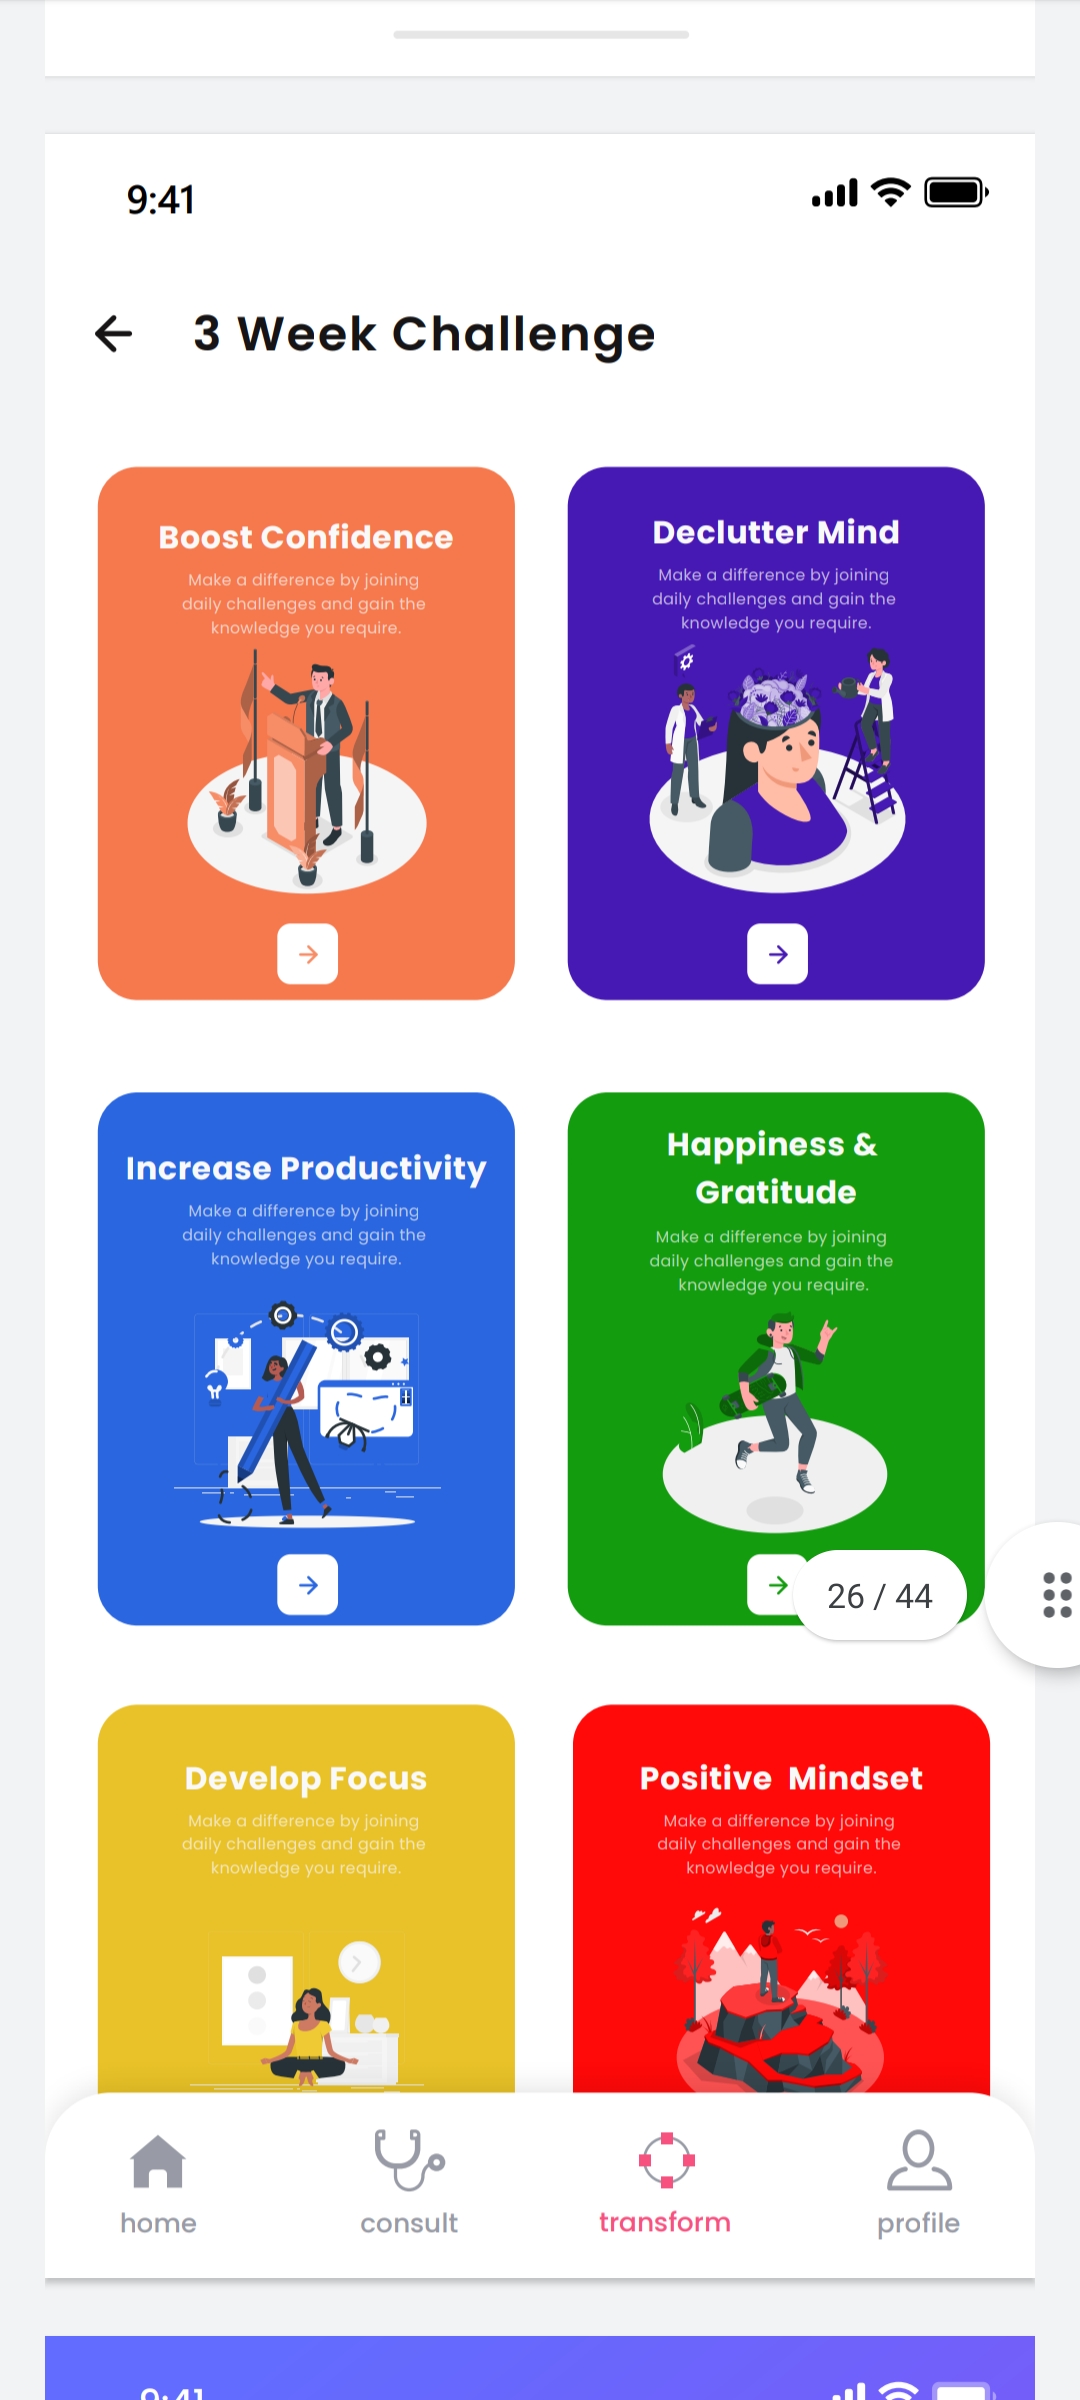 9:41
3 Week Challenge
Boost Confidence
Make a difference by joining
daily challenges and gain the
knowledge you require.
Declutter Mind
Make a difference by joining
daily challenges and gain the
knowledge you require.
Increase Productivity
Make a difference by joining
daily challenges and gain the
knowledge you require.
Happiness &
Gratitude
Make a difference by joining
daily challenges and gain the
knowledge you require.
26 / 44
Develop Focus
Make a difference by joining
daily challenges and gain the
knowledge you require.
Positive  Mindset
Make a difference by joining
daily challenges and gain the
knowledge you require.
home
consult
transform
profile
9:41